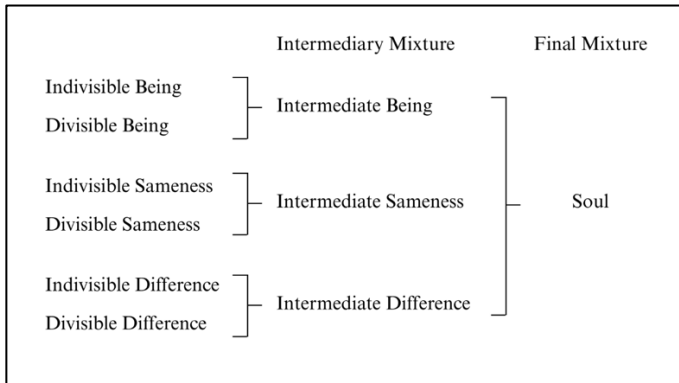 Intermediary Mixture Final Mixture
Indivisible Being
Intermediate Being
Divisible Being
Indivisible Sameness
Intermediate Sameness Soul
Divisible Sameness
Indivisible Difference
Intermediate Difference
Divisible Difference